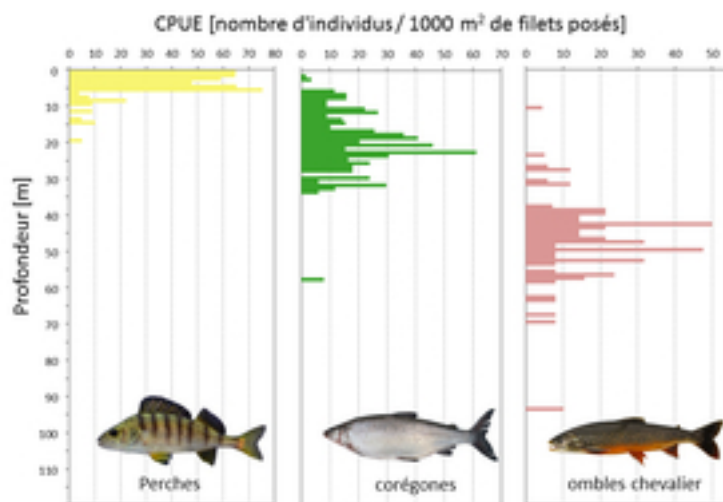 CPUE [nombre d'individus / 1000 m² de filets posés]
0 10 20 30 40 50 60 70 80
0 10 20 30 40 50 60 70
0 10 20 30 40 50
Profondeur [m]
0
10
20
30
40
50
60
70
80
90
100
110
Perches
corégones
ombles chevalier